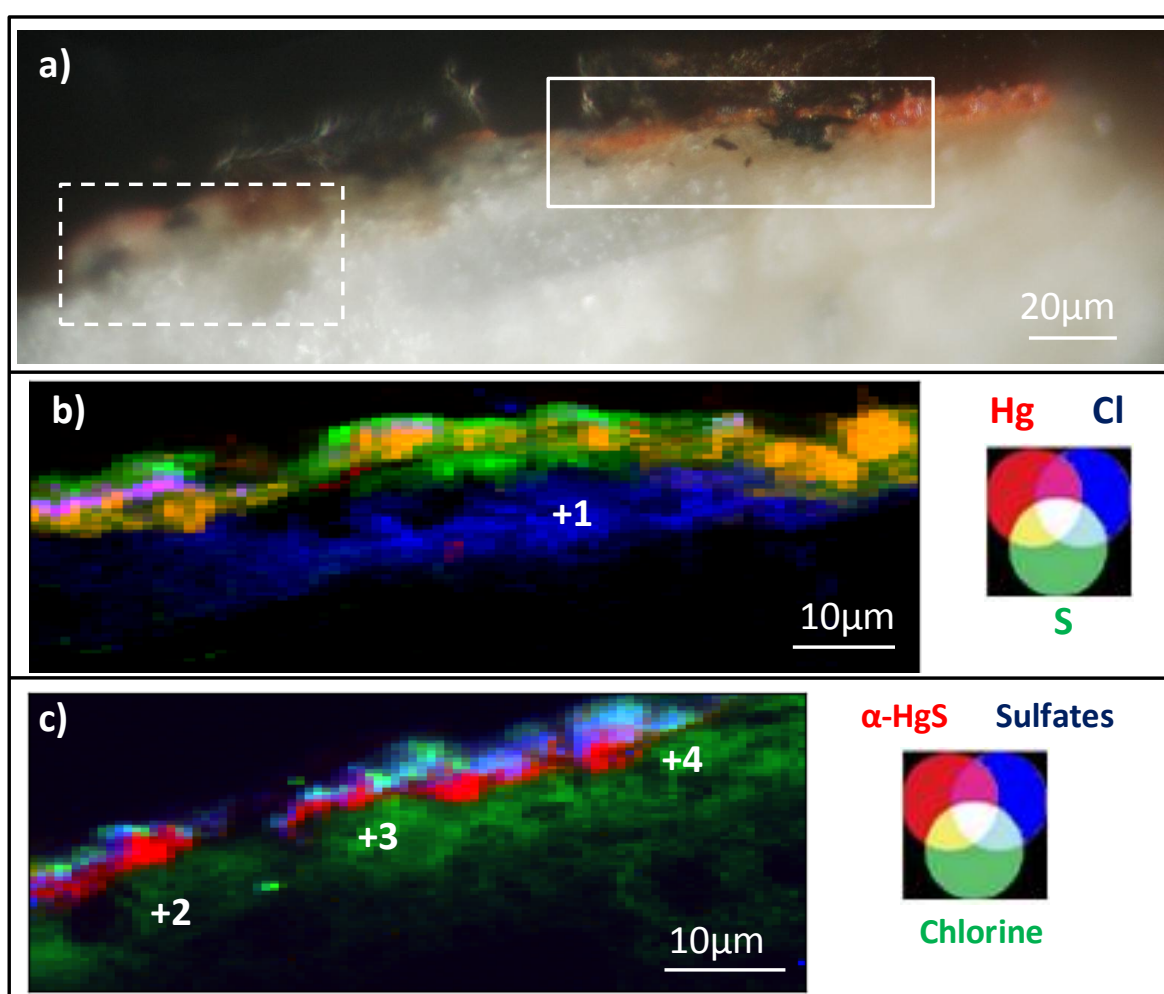 a)
20µm
b)
Hg Cl
+1
10µm
S
c)
α-HgS Sulfates
+4
+3
+2
10µm
Chlorine